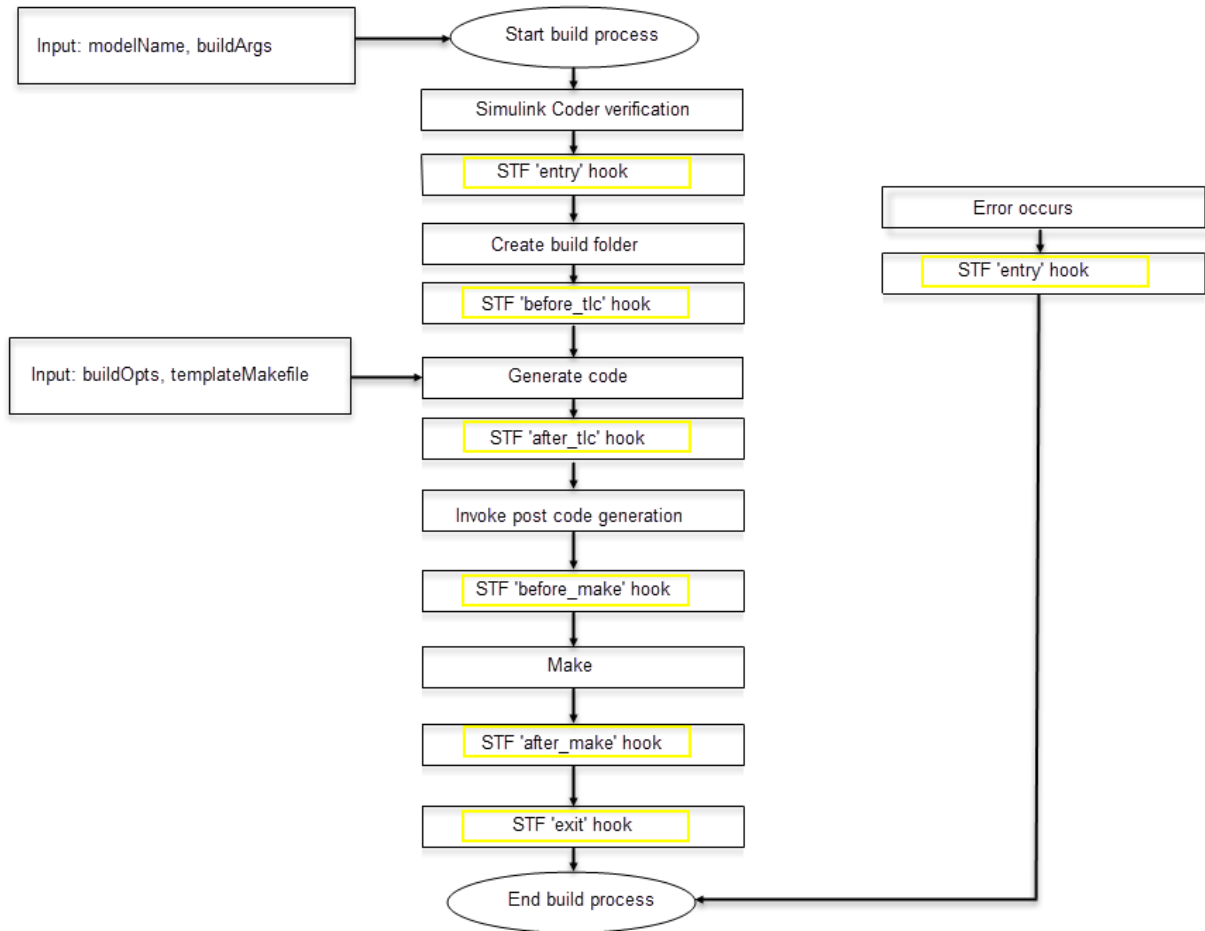 Input: modelName, buildArgs
Start build process
Simulink Coder verification
STF 'entry' hook
Create build folder
STF 'before_tlc' hook
Input: buildOpts, templateMakefile
Generate code
STF 'after_tlc' hook
Invoke post code generation
STF 'before_make' hook
Make
STF 'after_make' hook
STF 'exit' hook
End build process
Error occurs
STF 'entry' hook